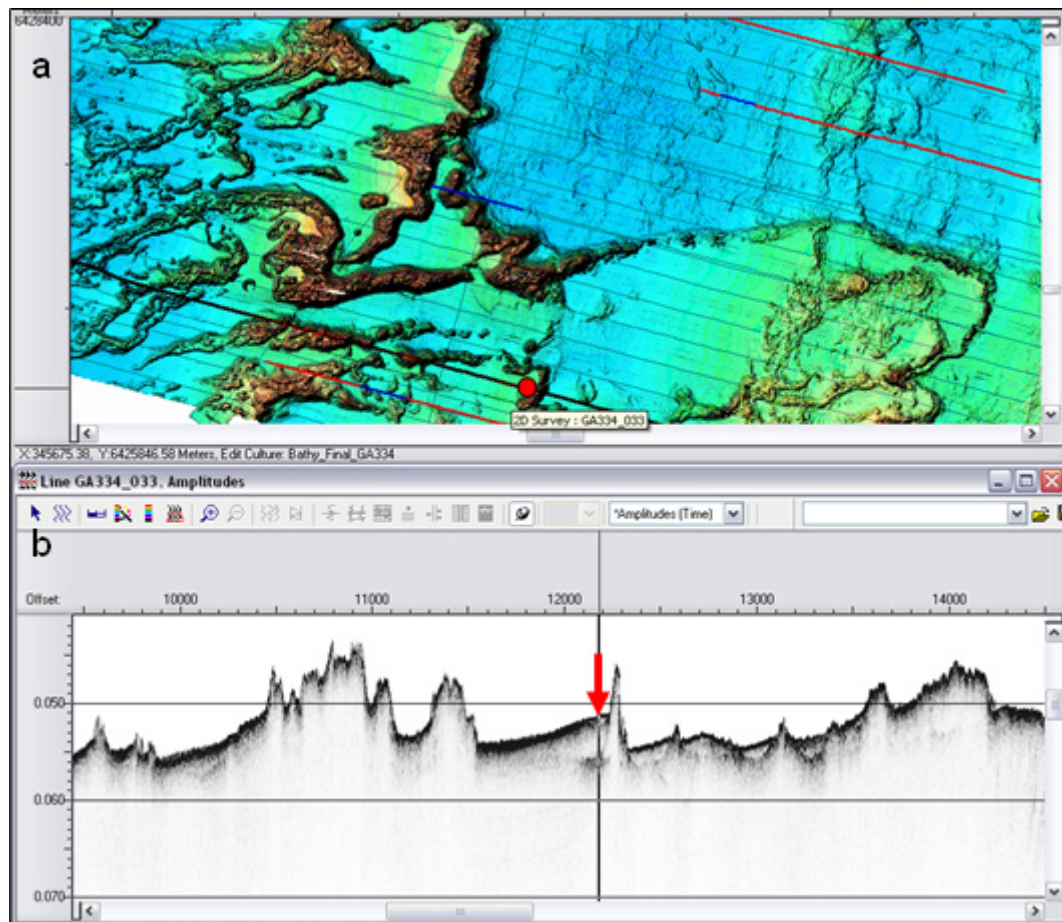 6428400
a
2D Survey : GA334_033
X:345675.38, Y:6425846.58 Meters, Edit Culture: Bathy_Final_GA334
Line GA334_033, Amplitudes
*Amplitudes (Time)
b
Offset: 10000 11000 12000 13000 14000
0.050
0.060
0.070